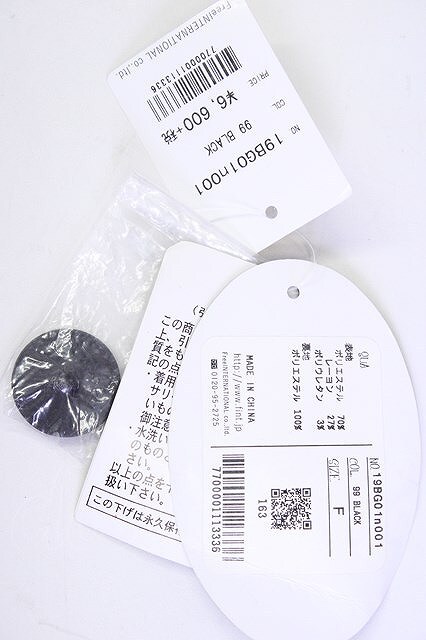 NO 19BG01n001
COL 99 BLACK
PRICE ¥6,600+税
7700001113336
FreeINTERNATIONAL co.,ltd.
この
上、引
質をも
記の点
・着用
サリ
いもの
御注意
・水洗い
のもの
さい。
以上の点を
扱い下さい。
この下げは永久保
NO 19BG01n001
COL 99 BLACK
SIZE F
表地
ポリエステル 70%
レーヨン 27%
ポリウレタン 3%
裏地
ポリエステル 100%
MADE IN CHINA
http://www.fint.jp
FreeINTERNATIONAL co.,ltd.
0120-95-2725
163
7700001113336